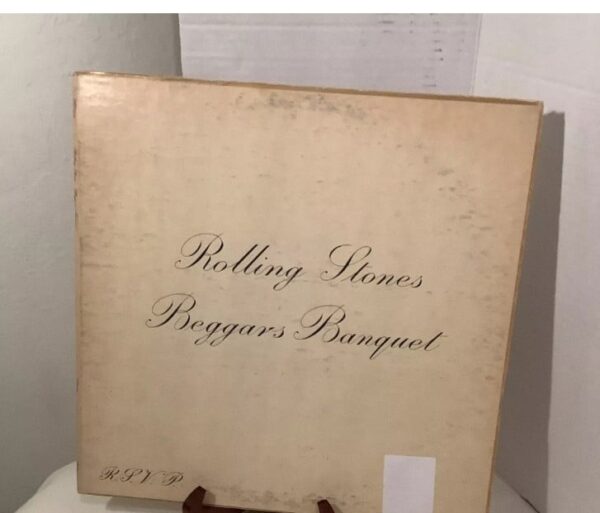 Rolling Stones
Beggars Banquet
R.S.V.P.